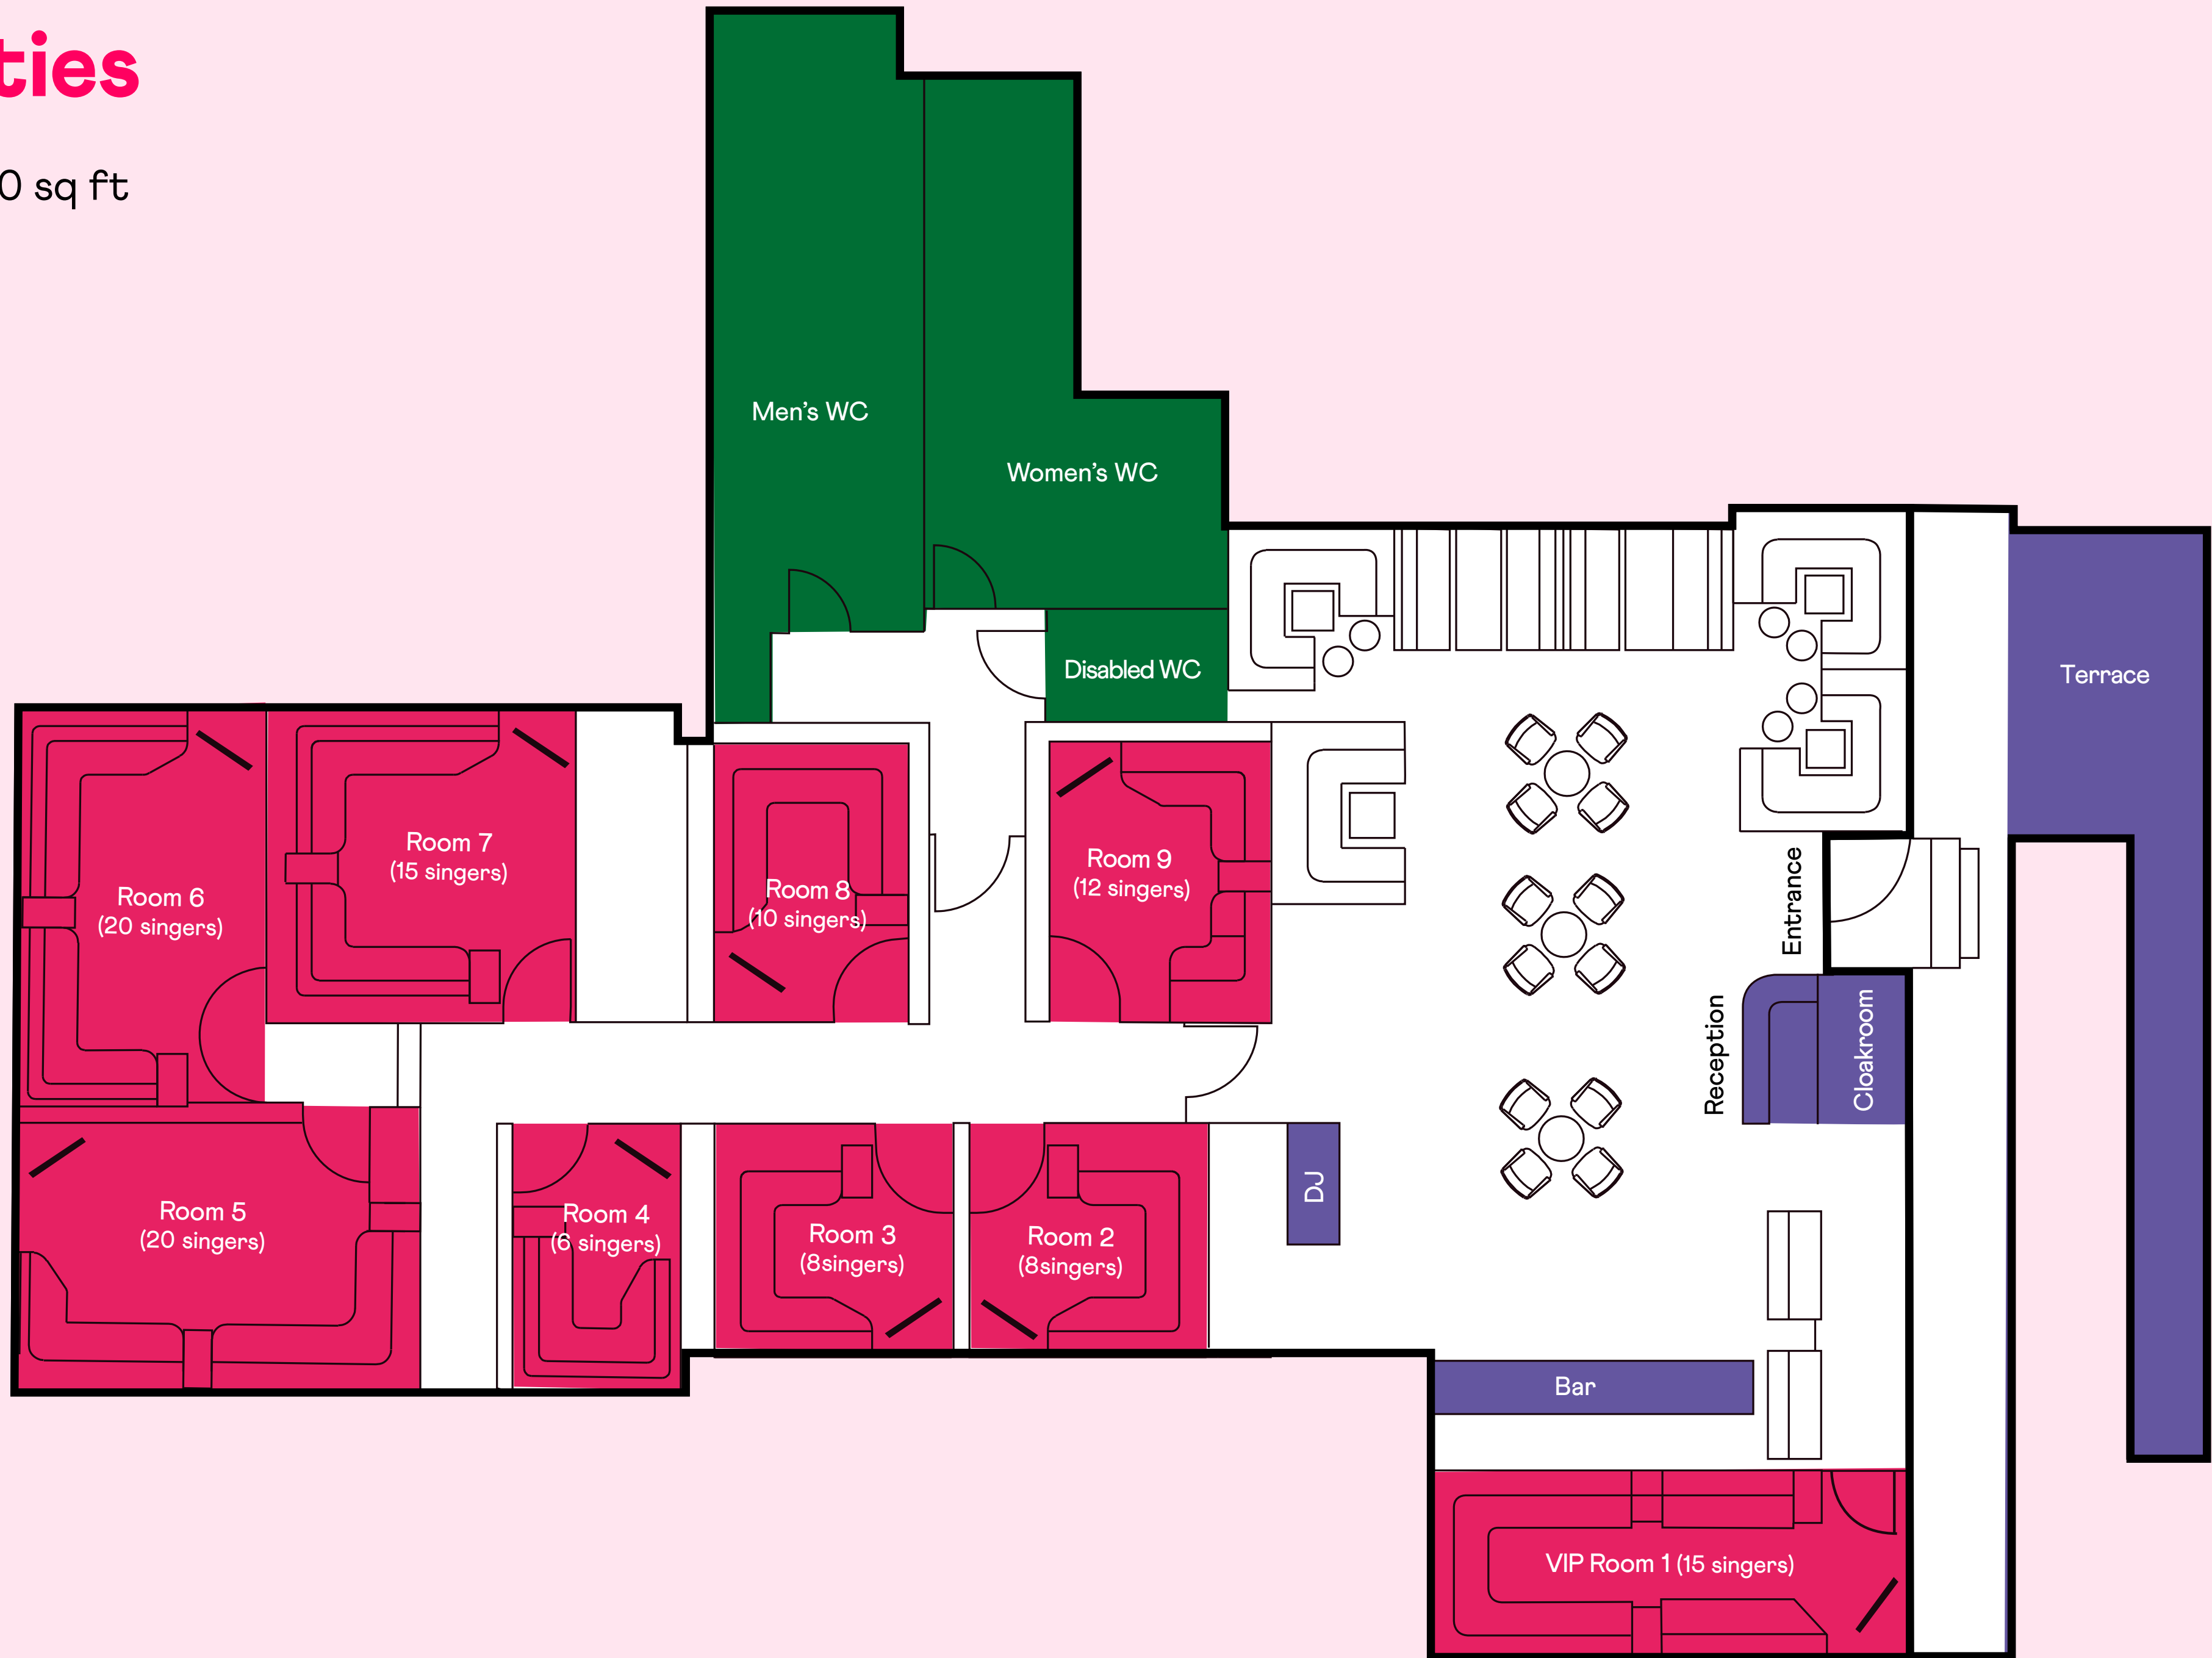 ties
0 sq ft
Men's WC
Women's WC
Disabled WC
Terrace
Room 7
(15 singers)
Room 6
(20 singers)
Room 8
(10 singers)
Room 9
(12 singers)
Entrance
Reception
Cloakroom
DJ
Room 5
(20 singers)
Room 4
(6 singers)
Room 3
(8singers)
Room 2
(8singers)
Bar
VIP Room 1 (15 singers)